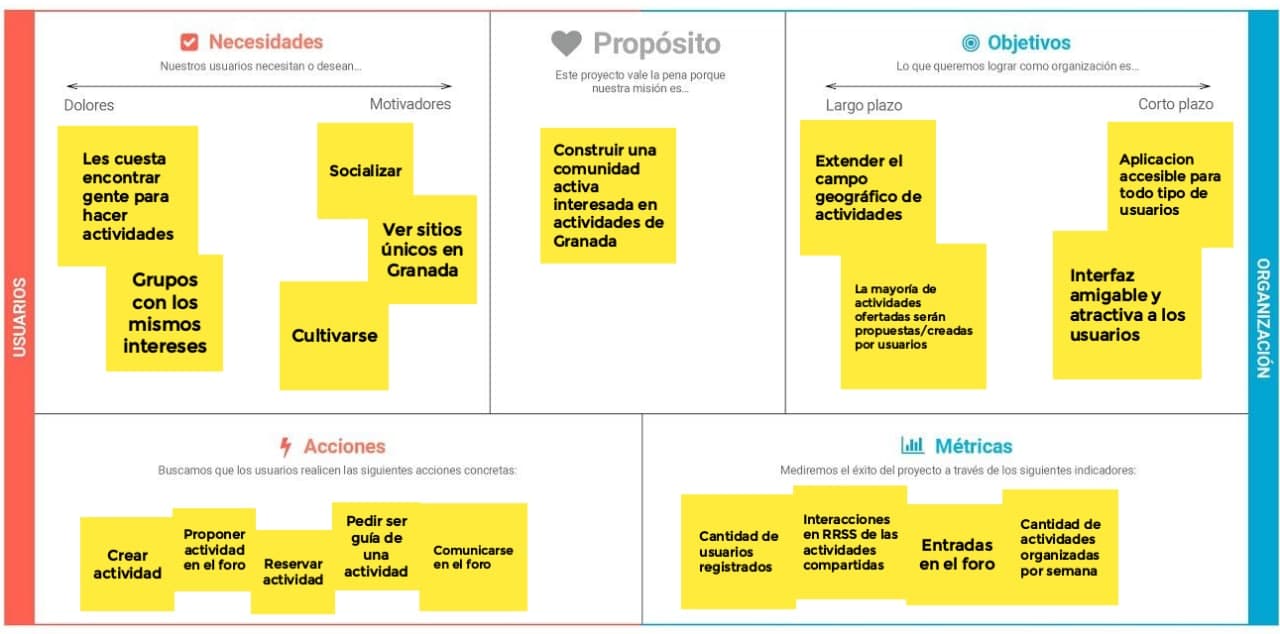 USUARIOS
Necesidades
Nuestros usuarios necesitan o desean...
Dolores
Motivadores
Les cuesta
encontrar
gente para
hacer
actividades
Grupos
con los
mismos
intereses
Socializar
Ver sitios
únicos en
Granada
Cultivarse
Propósito
Este proyecto vale la pena porque
nuestra misión es...
Construir una
comunidad
activa
interesada en
actividades de
Granada
Objetivos
Lo que queremos lograr como organización es...
Largo plazo
Corto plazo
Extender el
campo
geográfico de
actividades
La mayoría de
actividades
ofertadas serán
propuestas/creadas
por usuarios
Aplicacion
accesible para
todo tipo de
usuarios
Interfaz
amigable y
atractiva a los
usuarios
ORGANIZACIÓN
Acciones
Buscamos que los usuarios realicen las siguientes acciones concretas:
Crear
actividad
Proponer
actividad
en el foro
Reservar
actividad
Pedir ser
guía de
una
actividad
Comunicarse
en el foro
Métricas
Mediremos el éxito del proyecto a través de los siguientes indicadores:
Cantidad de
usuarios
registrados
Interacciones
en RRSS de las
actividades
compartidas
Entradas
en el foro
Cantidad de
actividades
organizadas
por semana